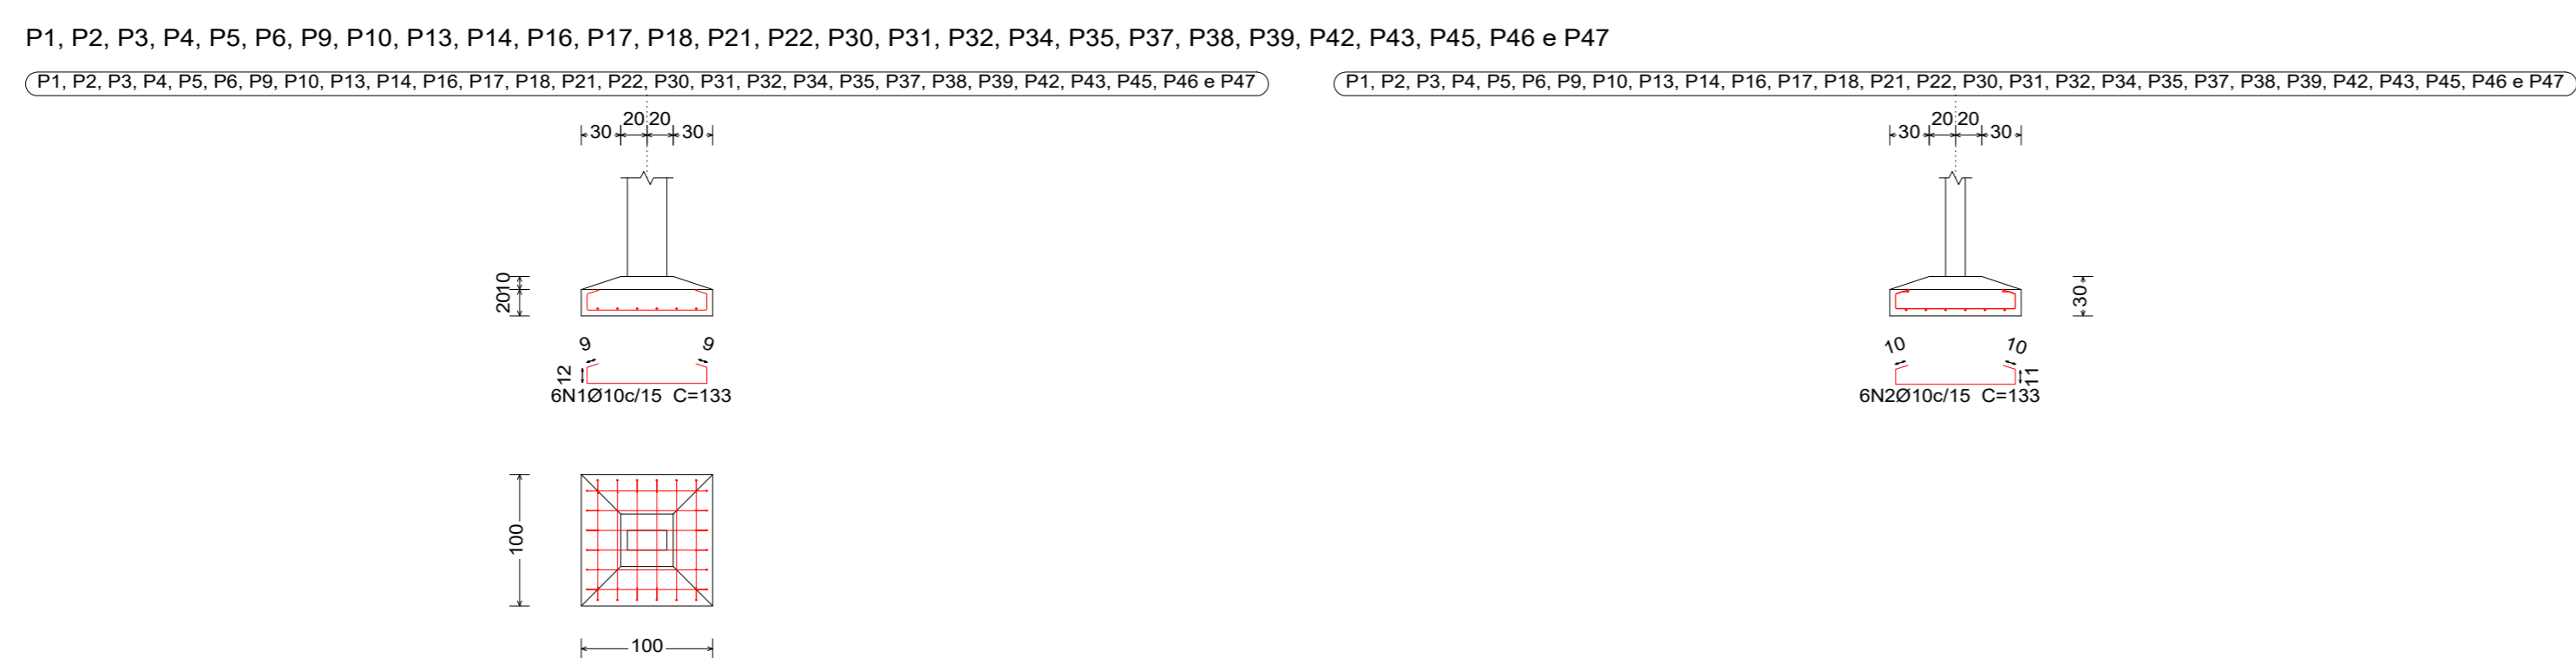 P1, P2, P3, P4, P5, P6, P9, P10, P13, P14, P16, P17, P18, P21, P22, P30, P31, P32, P34, P35, P37, P38, P39, P42, P43, P45, P46 e P47
P1, P2, P3, P4, P5, P6, P9, P10, P13, P14, P16, P17, P18, P21, P22, P30, P31, P32, P34, P35, P37, P38, P39, P42, P43, P45, P46 e P47
30 20 20 30
20 10
9 9
12
6N1Ø10c/15 C=133
100
100
P1, P2, P3, P4, P5, P6, P9, P10, P13, P14, P16, P17, P18, P21, P22, P30, P31, P32, P34, P35, P37, P38, P39, P42, P43, P45, P46 e P47
30 20 20 30
30
10 10
11
6N2Ø10c/15 C=133